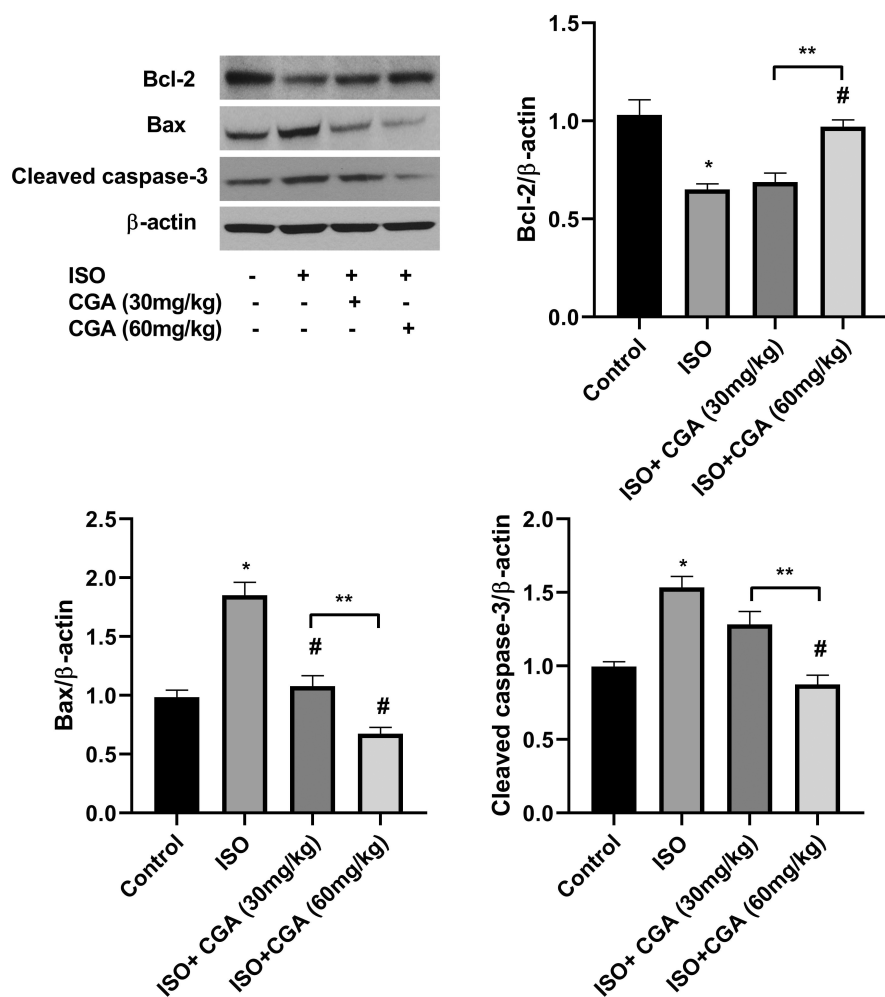 Bcl-2
Bax
Cleaved caspase-3
β-actin
ISO - + + +
CGA (30mg/kg) - - + -
CGA (60mg/kg) - - - +
Bcl-2/β-actin
1.5
1.0
0.5
0.0
*
**
#
Control
ISO
ISO+ CGA (30mg/kg)
ISO+CGA (60mg/kg)
Bax/β-actin
2.5
2.0
1.5
1.0
0.5
0.0
*
#
**
#
Control
ISO
ISO+ CGA (30mg/kg)
ISO+CGA (60mg/kg)
Cleaved caspase-3/β-actin
2.0
1.5
1.0
0.5
0.0
*
**
#
Control
ISO
ISO+ CGA (30mg/kg)
ISO+CGA (60mg/kg)